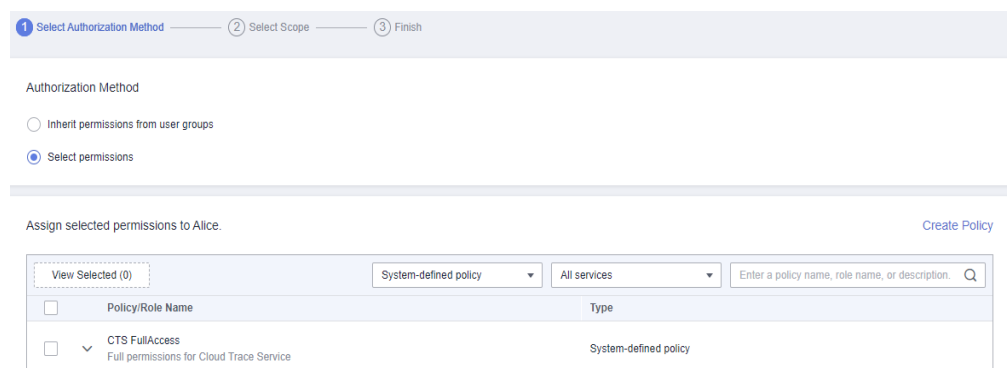 1 Select Authorization Method 2 Select Scope 3 Finish
Authorization Method
Inherit permissions from user groups
Select permissions
Assign selected permissions to Alice. Create Policy
View Selected (0) System-defined policy All services Enter a policy name, role name, or description.
Policy/Role Name Type
CTS FullAccess
Full permissions for Cloud Trace Service System-defined policy